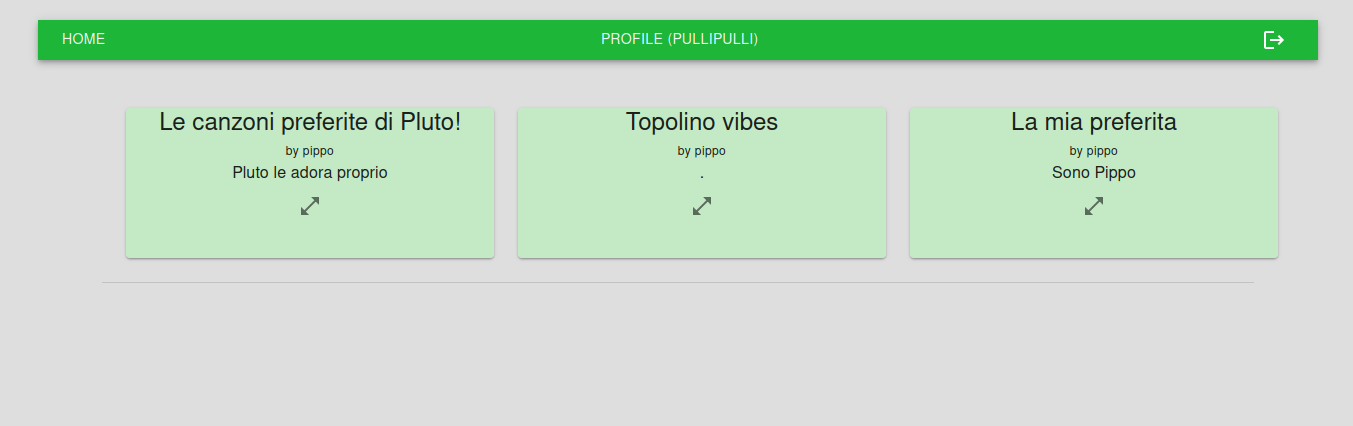 HOME
PROFILE (PULLIPULLI)
Le canzoni preferite di Pluto!
by pippo
Pluto le adora proprio
Topolino vibes
by pippo
.
La mia preferita
by pippo
Sono Pippo